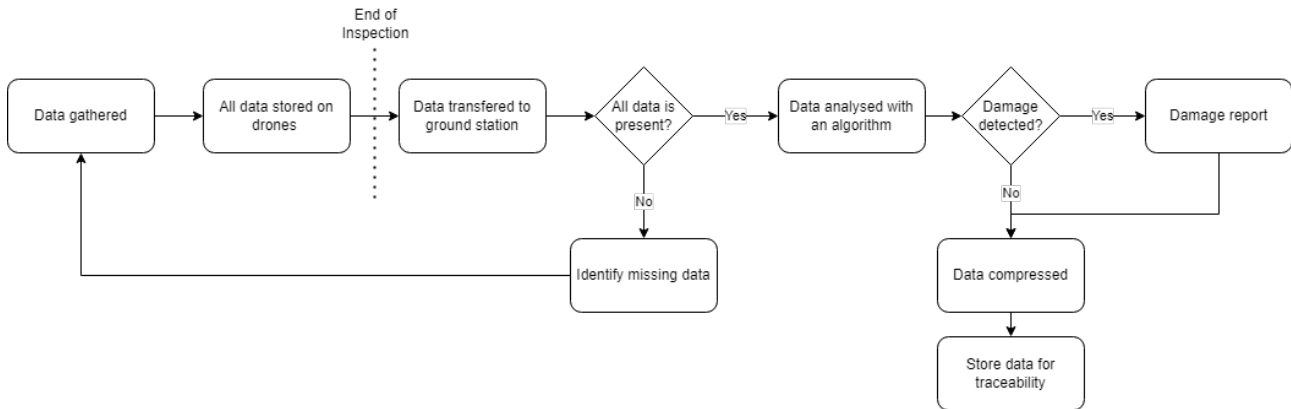 End of
Inspection
Data gathered
All data stored on
drones
Data transfered to
ground station
All data is
present?
Yes
Data analysed with
an algorithm
Damage
detected?
Yes
Damage report
No
No
Identify missing data
Data compressed
Store data for
traceability